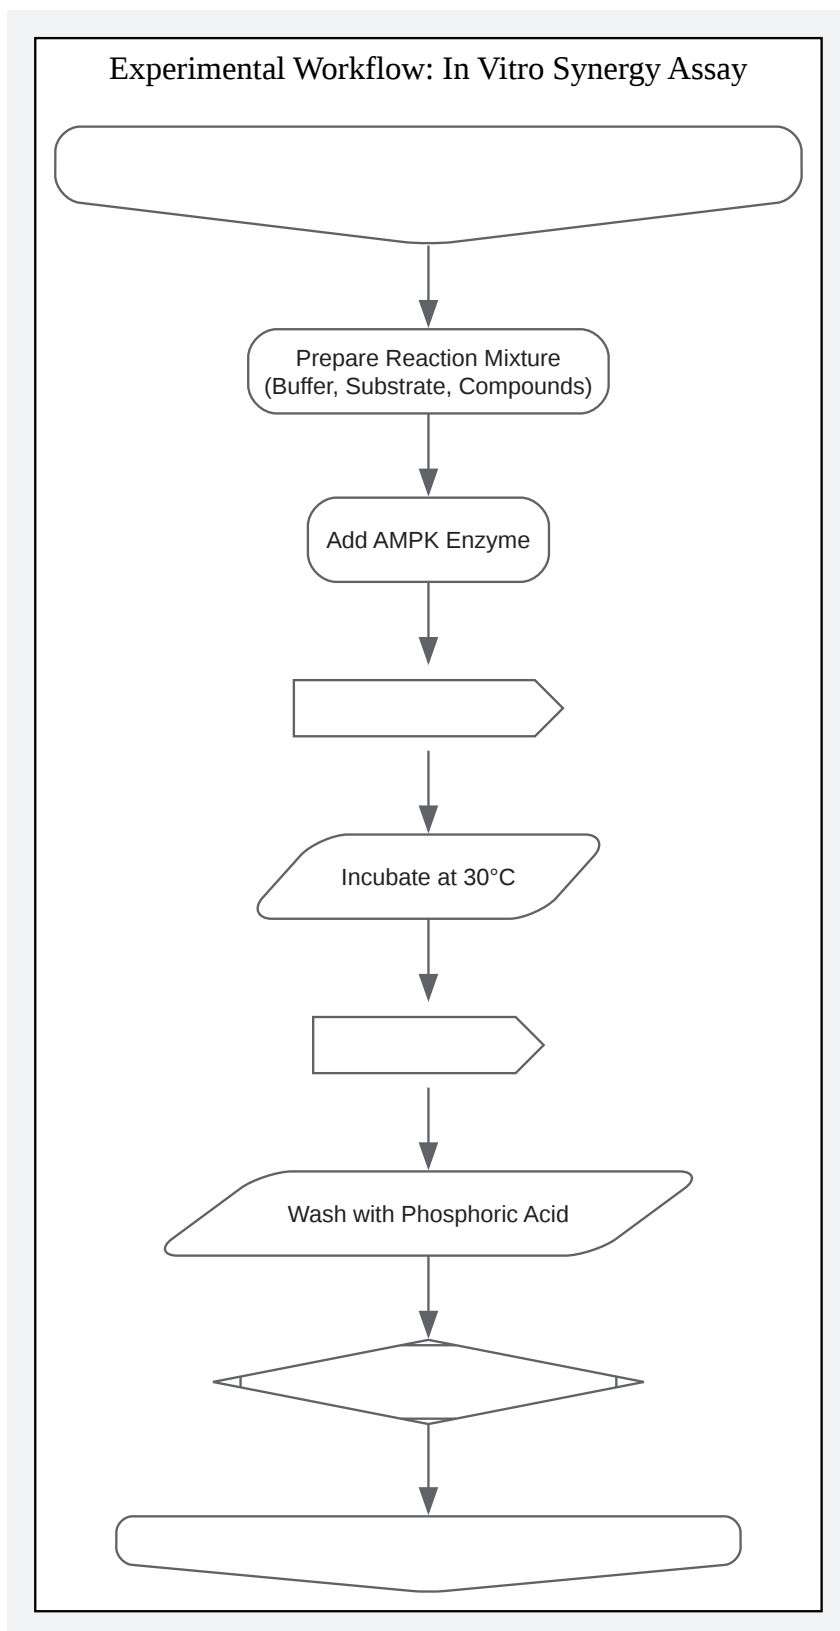 Experimental Workflow: In Vitro Synergy Assay
Prepare Reaction Mixture
(Buffer, Substrate, Compounds)
Add AMPK Enzyme
Incubate at 30°C
Wash with Phosphoric Acid